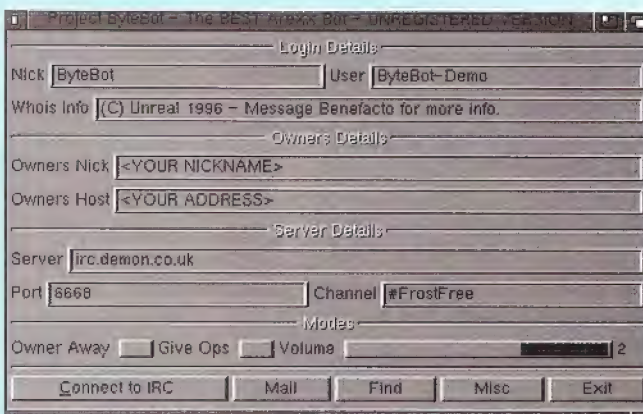 Project ByteBot - The BEST Arexx Bot - UNREGISTERED VERSION
Login Details
Nick ByteBot User ByteBot-Demo
Whois Info (C) Unreal 1996 - Message Benefacto for more info.
Owners Details
Owners Nick <YOUR NICKNAME>
Owners Host <YOUR ADDRESS>
Server Details
Server irc.demon.co.uk
Port 6668 Channel #FrostFree
Modes
Owner Away Give Ops Volume 2
Connect to IRC Mail Find Misc Exit